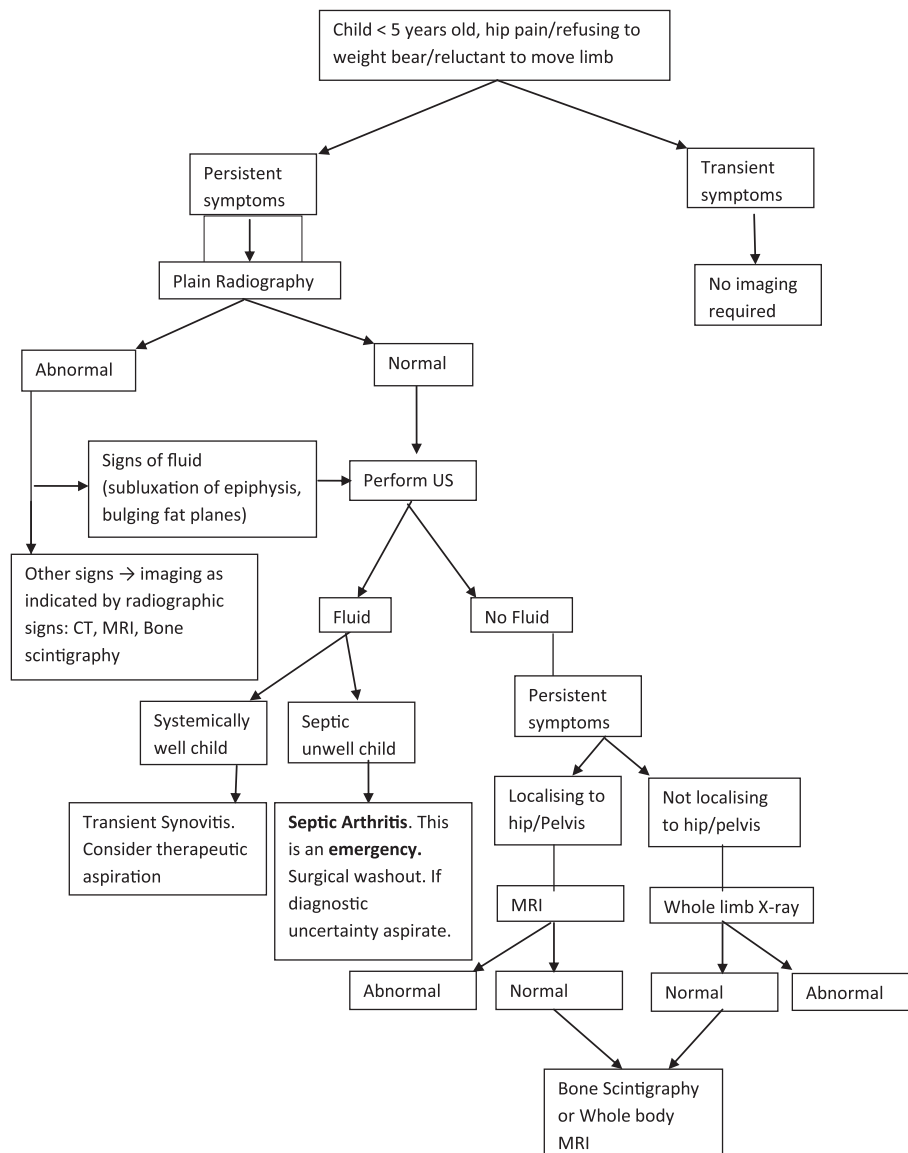 Child < 5 years old, hip pain/refusing to
weight bear/reluctant to move limb
Persistent
symptoms
Transient
symptoms
Plain Radiography
No imaging
required
Abnormal
Normal
Signs of fluid
(subluxation of epiphysis,
bulging fat planes)
Perform US
Other signs → imaging as
indicated by radiographic
signs: CT, MRI, Bone
scintigraphy
Fluid
No Fluid
Persistent
symptoms
Systemically
well child
Septic
unwell child
Localising to
hip/Pelvis
Not localising
to hip/pelvis
Transient Synovitis.
Consider therapeutic
aspiration
Septic Arthritis. This
is an emergency.
Surgical washout. If
diagnostic
uncertainty aspirate.
MRI
Whole limb X-ray
Abnormal
Normal
Normal
Abnormal
Bone Scintigraphy
or Whole body
MRI